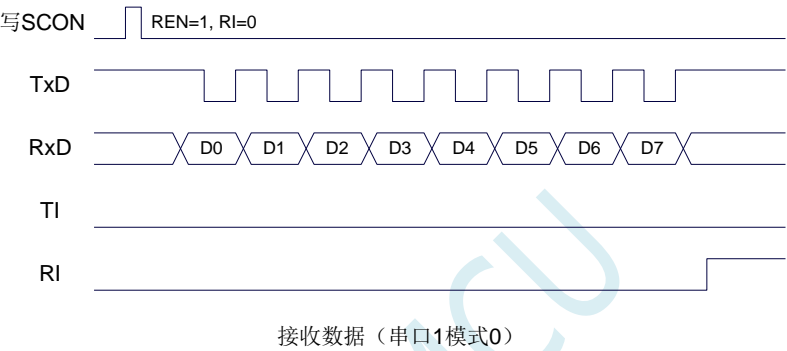 写SCON REN=1, RI=0
TxD
RxD D0 D1 D2 D3 D4 D5 D6 D7
TI
RI
接收数据（串口1模式0）
MCU